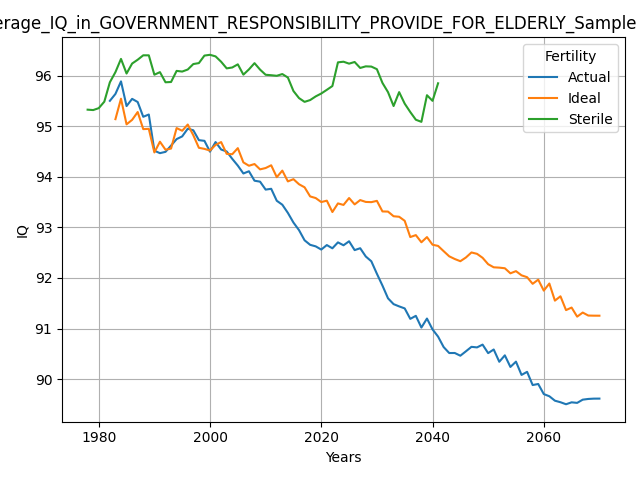 erage_IQ_in_GOVERNMENT_RESPONSIBILITY_PROVIDE_FOR_ELDERLY_Sample
Fertility
Actual
Ideal
Sterile
96
95
94
93
92
91
90
IQ
1980 2000 2020 2040 2060
Years